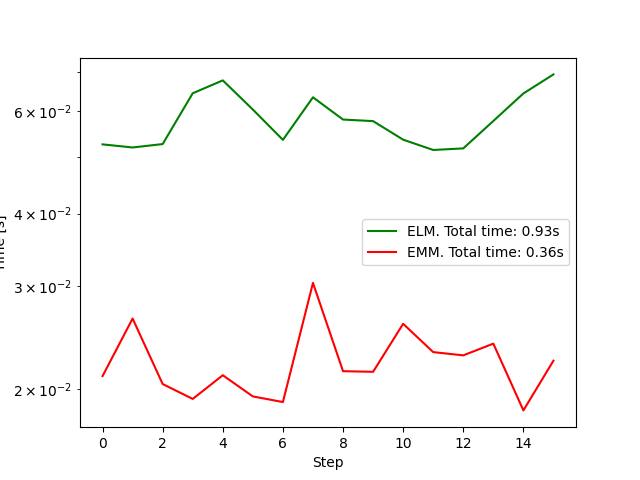 6 × 10⁻²
4 × 10⁻²
3 × 10⁻²
2 × 10⁻²
Time [s]
ELM. Total time: 0.93s
EMM. Total time: 0.36s
0 2 4 6 8 10 12 14
Step